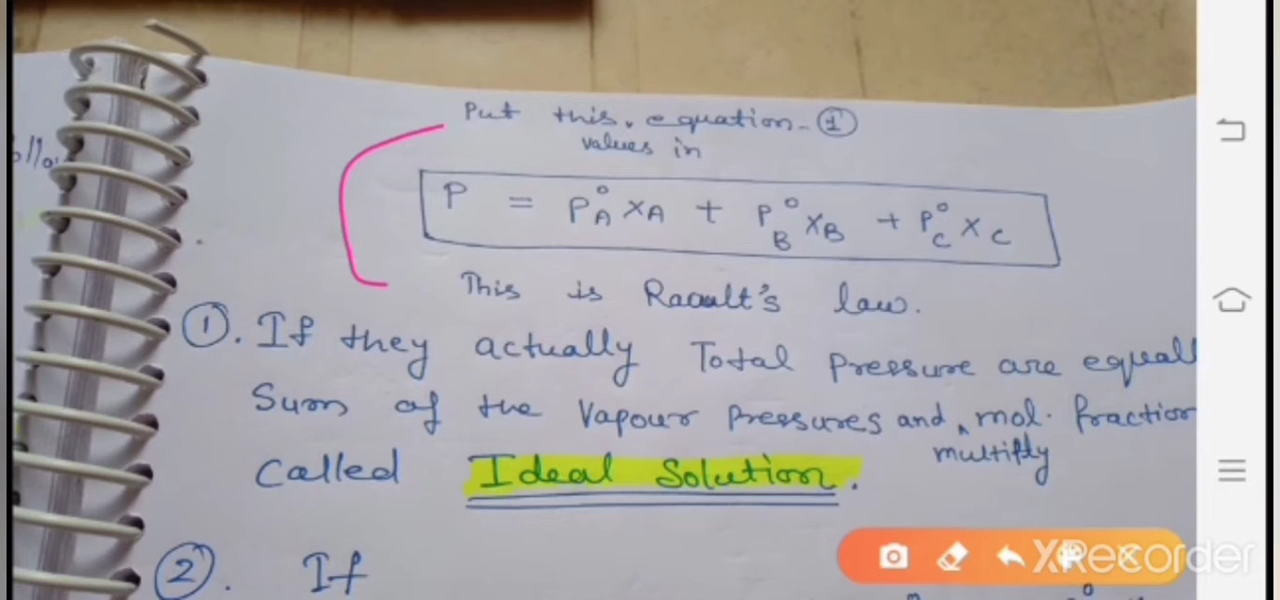 Put this equation - ①
values in
P = P°A XA + P°B XB + P°C XC
This is Raoult's law.
①. If they actually Total pressure are equall
Sum of the Vapour pressures and mol. fraction
multiply
Called Ideal Solution.
②. If
XRecorder